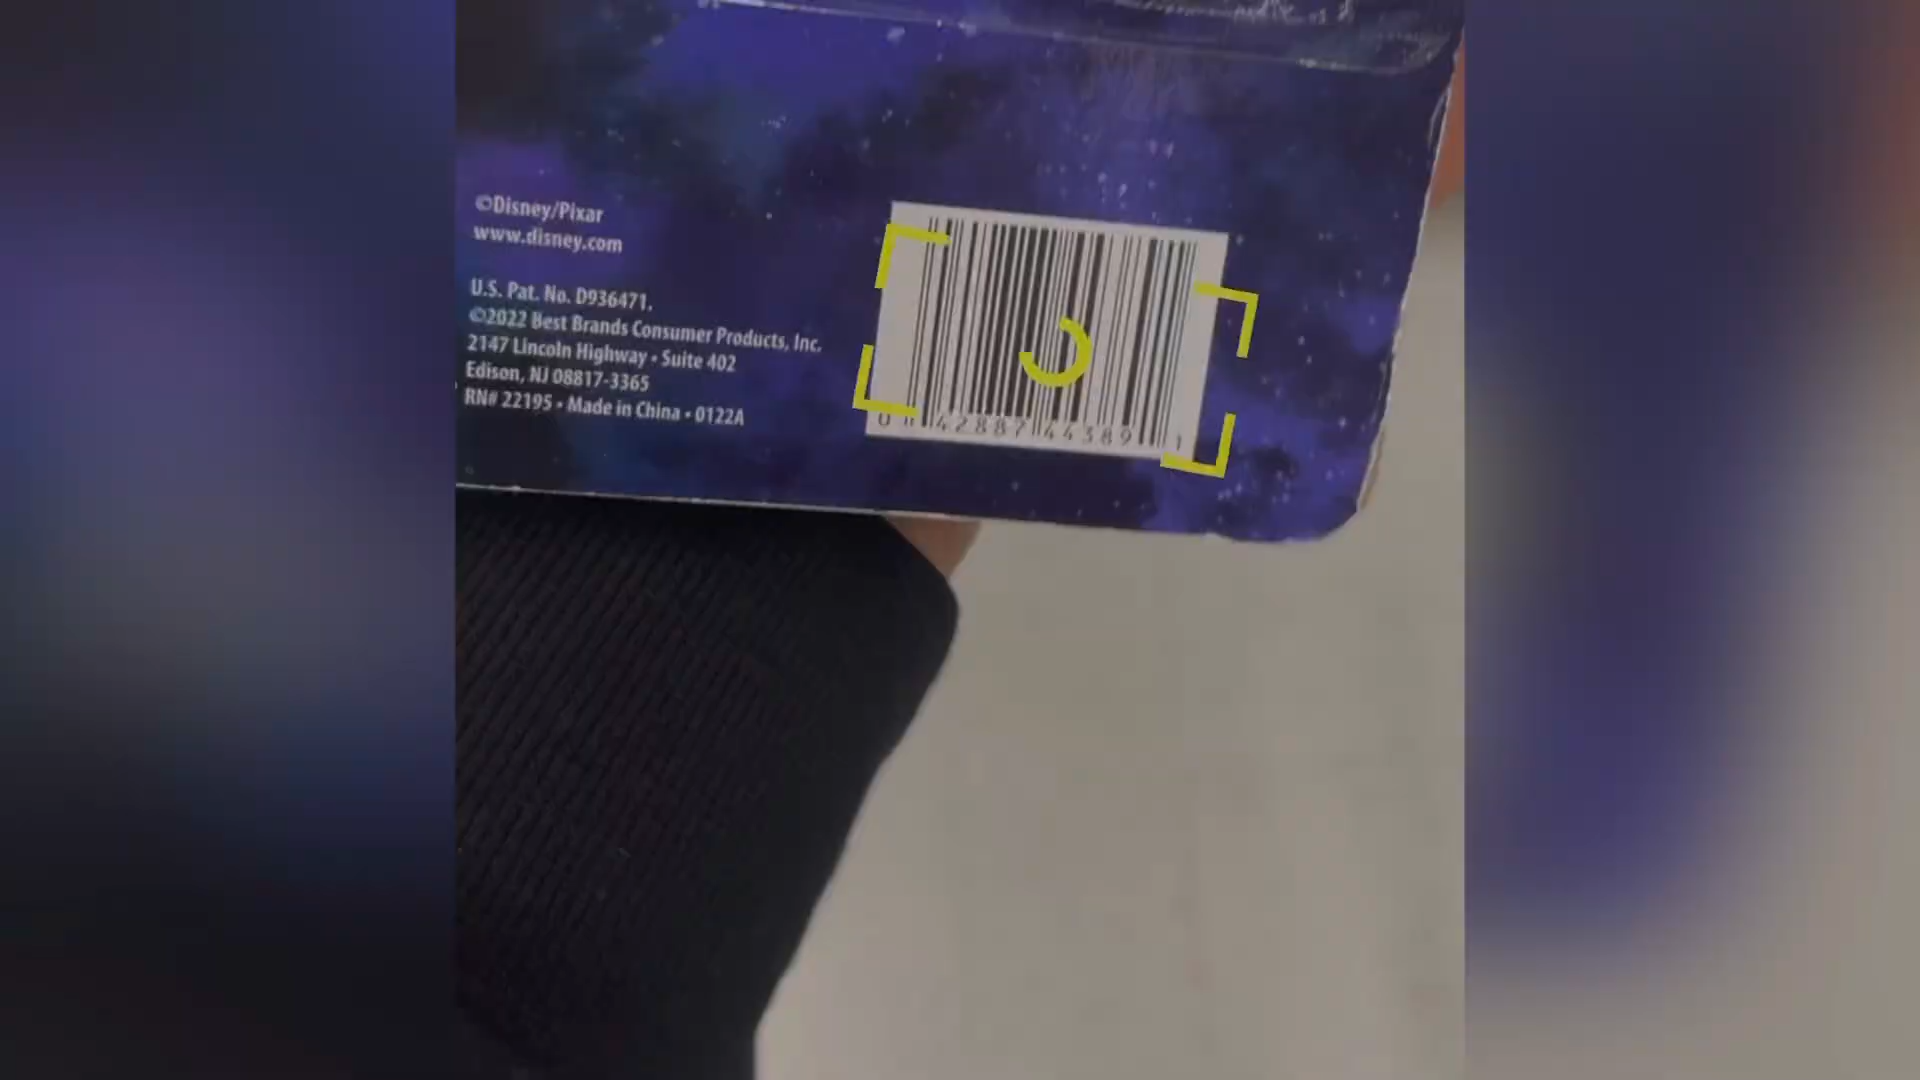 ©Disney/Pixar
www.disney.com
U.S. Pat. No. D936471.
©2022 Best Brands Consumer Products, Inc.
2147 Lincoln Highway • Suite 402
Edison, NJ 08817-3365
RN# 22195 • Made in China • 0122A
0 42887 44389 1